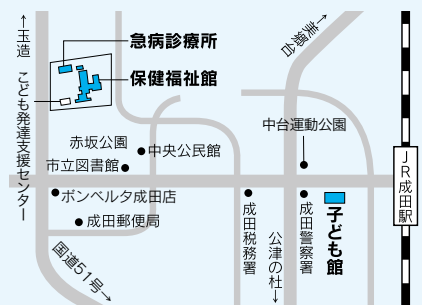 ←玉造
こども発達支援センター
急病診療所
保健福祉館
←美郷台
赤坂公園
中央公民館
市立図書館
中台運動公園
JR成田駅
ボンベルタ成田店
成田郵便局
国道51号→
成田税務署
公津の杜→
成田警察署
子ども館